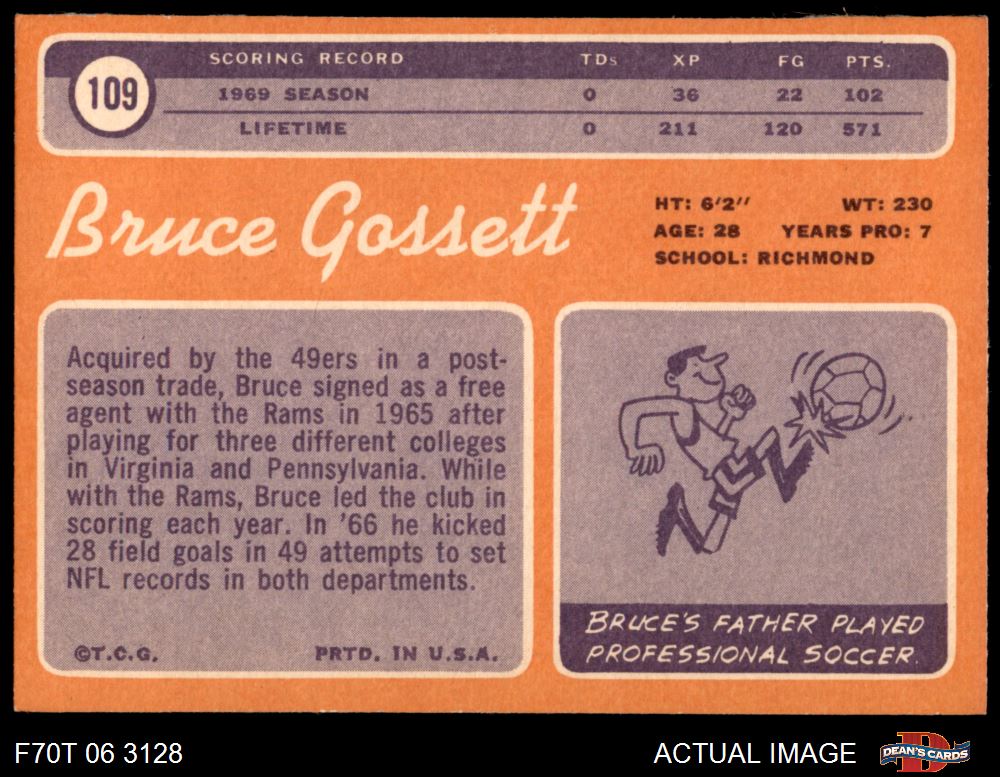 SCORING RECORD TDs XP FG PTS.
109
1969 SEASON 0 36 22 102
LIFETIME 0 211 120 571
Bruce Gossett
HT: 6'2" WT: 230
AGE: 28 YEARS PRO: 7
SCHOOL: RICHMOND
Acquired by the 49ers in a post-
season trade, Bruce signed as a free
agent with the Rams in 1965 after
playing for three different colleges
in Virginia and Pennsylvania. While
with the Rams, Bruce led the club in
scoring each year. In '66 he kicked
28 field goals in 49 attempts to set
NFL records in both departments.
©T.C.G. PRTD. IN U.S.A.
BRUCE'S FATHER PLAYED
PROFESSIONAL SOCCER.
F70T 06 3128 ACTUAL IMAGE DEAN'S CARDS